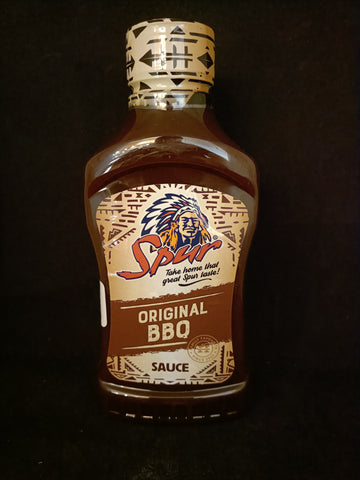 Spur®
Take home that
great Spur taste!
ORIGINAL
BBQ
SAUCE